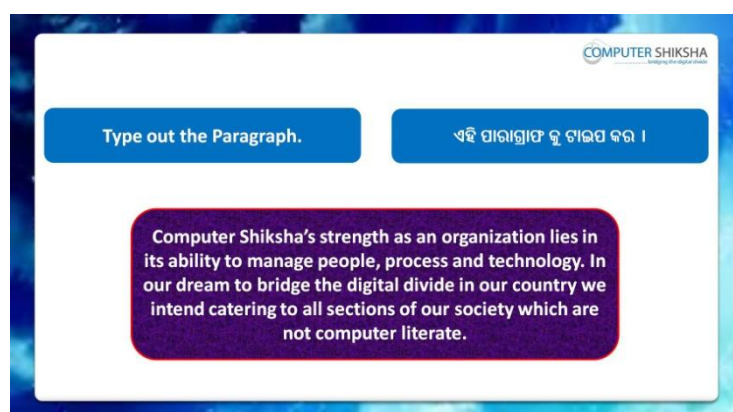 COMPUTER SHIKSHA
bridging the digital divide
Type out the Paragraph.
ଏହି ପାରାଗ୍ରାଫ କୁ ଟାଇପ କର ।
Computer Shiksha’s strength as an organization lies in
its ability to manage people, process and technology. In
our dream to bridge the digital divide in our country we
intend catering to all sections of our society which are
not computer literate.